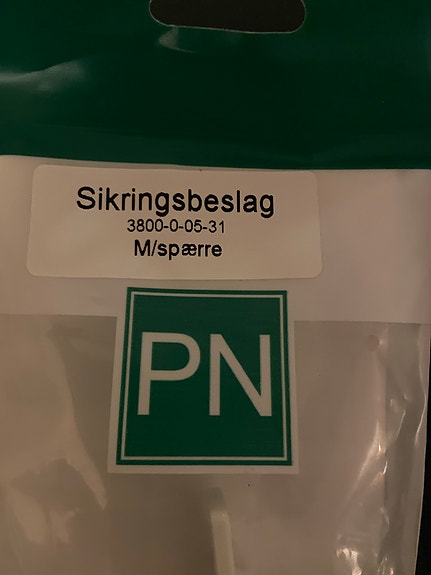 Sikringsbeslag
3800-0-05-31
M/spærre
PN